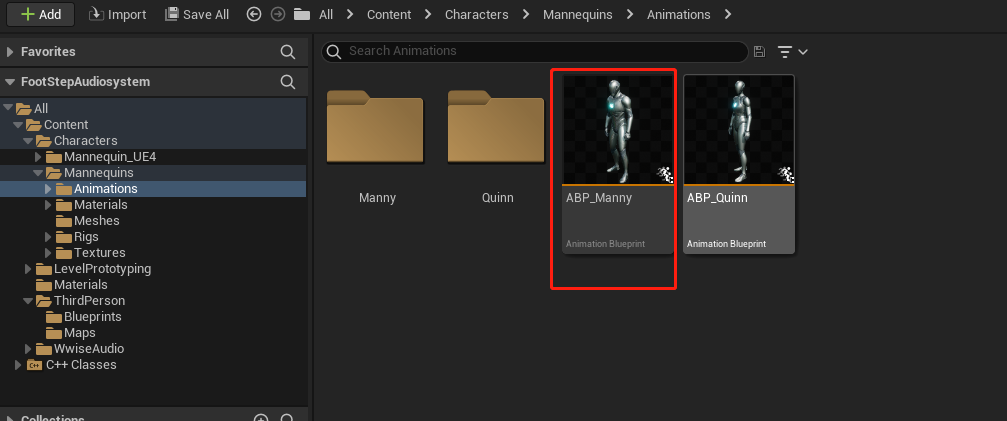 Add Import Save All All Content Characters Mannequins Animations
Favorites
Search Animations
FootStepAudiosystem
All
Content
Characters
Mannequin_UE4
Mannequins
Animations
Materials
Meshes
Rigs
Textures
LevelPrototyping
Materials
ThirdPerson
Blueprints
Maps
WwiseAudio
C++ C++ Classes
Collections
Manny
Quinn
ABP_Manny
Animation Blueprint
ABP_Quinn
Animation Blueprint